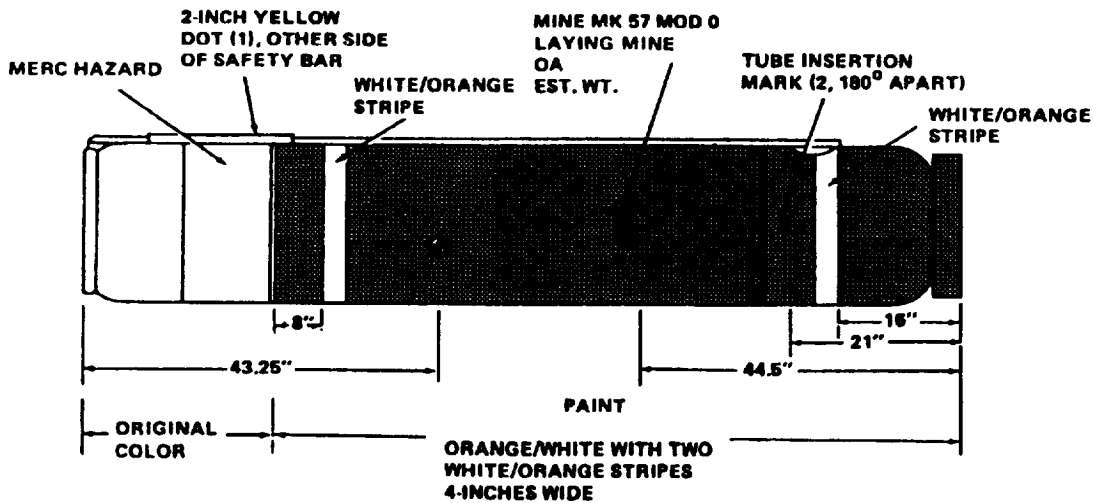 2-INCH YELLOW
DOT (1), OTHER SIDE
OF SAFETY BAR
MERC HAZARD
WHITE/ORANGE
STRIPE
MINE MK 57 MOD 0
LAYING MINE
OA
EST. WT.
TUBE INSERTION
MARK (2, 180° APART)
WHITE/ORANGE
STRIPE
8"
16"
21"
43.25"
44.5"
PAINT
ORIGINAL
COLOR
ORANGE/WHITE WITH TWO
WHITE/ORANGE STRIPES
4-INCHES WIDE